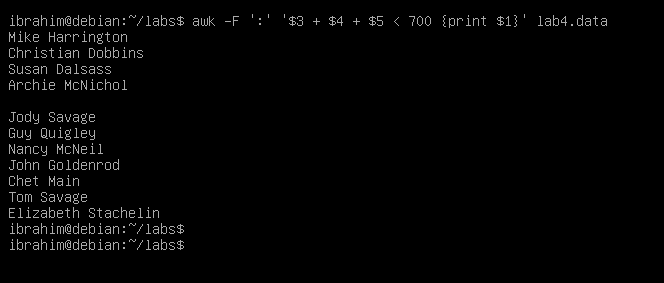 ibrahim@debian:~/labs$ awk -F ':' '$3 + $4 + $5 < 700 {print $1}' lab4.data
Mike Harrington
Christian Dobbins
Susan Dalsass
Archie McNichol

Jody Savage
Guy Quigley
Nancy McNeil
John Goldenrod
Chet Main
Tom Savage
Elizabeth Stachelin
ibrahim@debian:~/labs$
ibrahim@debian:~/labs$